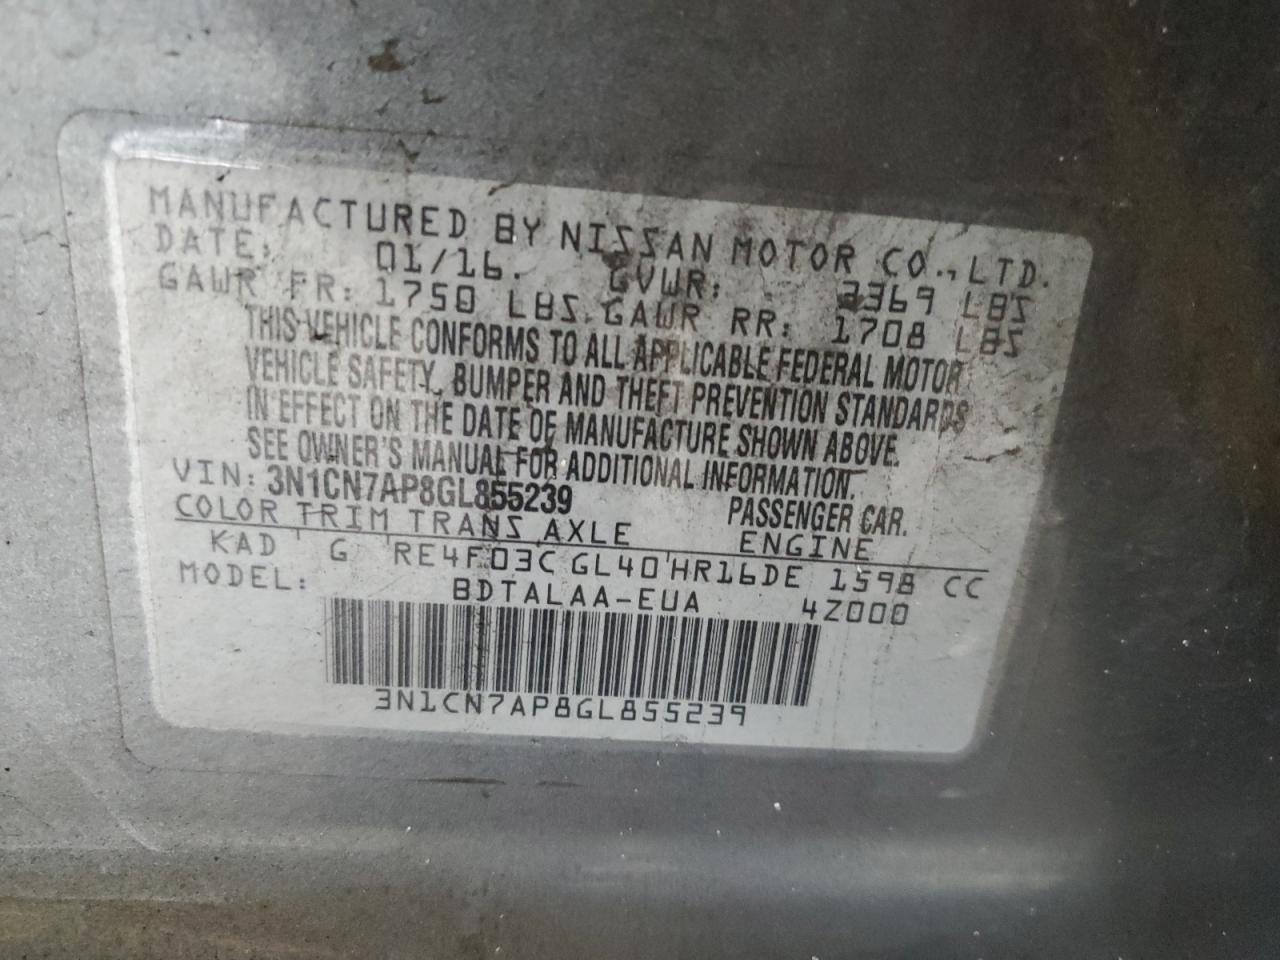 MANUFACTURED BY NISSAN MOTOR CO., LTD.
DATE: 01/16. GVWR: 3369 LBS
GAWR FR: 1750 LBS. GAWR RR: 1708 LBS
THIS VEHICLE CONFORMS TO ALL APPLICABLE FEDERAL MOTOR
VEHICLE SAFETY, BUMPER AND THEFT PREVENTION STANDARDS
IN EFFECT ON THE DATE OF MANUFACTURE SHOWN ABOVE.
SEE OWNER'S MANUAL FOR ADDITIONAL INFORMATION.
VIN: 3N1CN7AP8GL855239 PASSENGER CAR.
COLOR TRIM TRANS AXLE ENGINE
KAD G RE4F03C GL40 HR16DE 1598 CC
MODEL: BDTALAA-EUA 4Z000
3N1CN7AP8GL855239